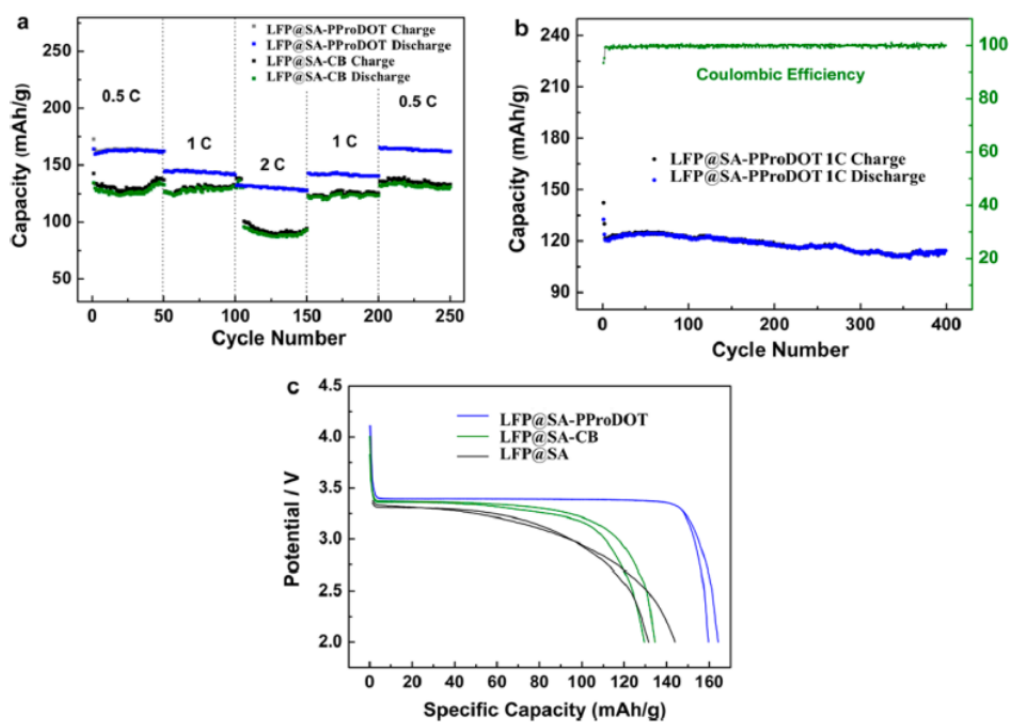 a
LFP@SA-PProDOT Charge
LFP@SA-PProDOT Discharge
LFP@SA-CB Charge
LFP@SA-CB Discharge
0.5 C
1 C
2 C
1 C
0.5 C
275
250
225
200
175
150
125
100
75
50
Capacity (mAh/g)
0 50 100 150 200 250
Cycle Number
b
Coulombic Efficiency
LFP@SA-PProDOT 1C Charge
LFP@SA-PProDOT 1C Discharge
240
210
180
150
120
90
Capacity (mAh/g)
100
80
60
40
20
0 100 200 300 400
Cycle Number
c
LFP@SA-PProDOT
LFP@SA-CB
LFP@SA
4.5
4.0
3.5
3.0
2.5
2.0
Potential / V
0 20 40 60 80 100 120 140 160
Specific Capacity (mAh/g)